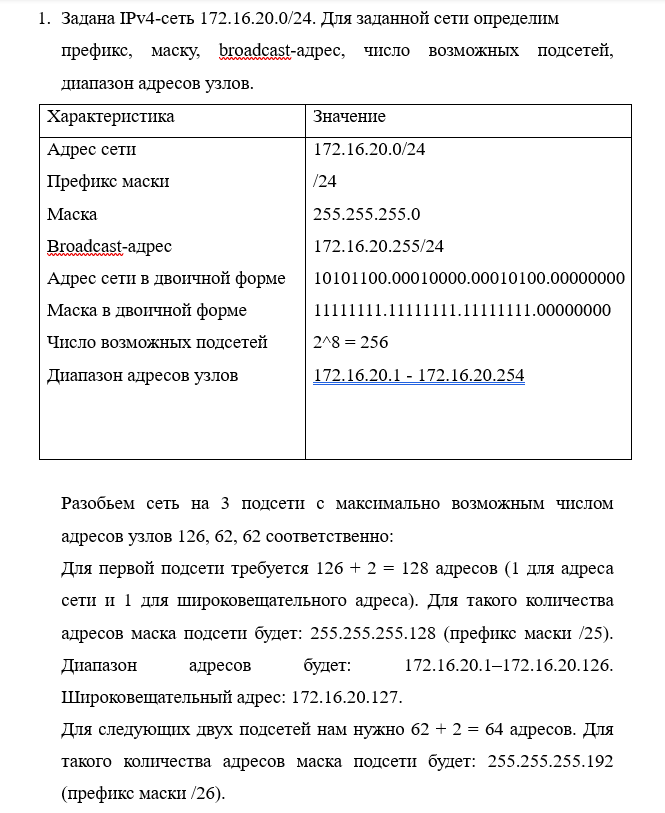 1. Задана IPv4-сеть 172.16.20.0/24. Для заданной сети определим
префикс, маску, broadcast-адрес, число возможных подсетей,
диапазон адресов узлов.
Характеристика Значение
Адрес сети 172.16.20.0/24
Префикс маски /24
Маска 255.255.255.0
Broadcast-адрес 172.16.20.255/24
Адрес сети в двоичной форме 10101100.00010000.00010100.00000000
Маска в двоичной форме 11111111.11111111.11111111.00000000
Число возможных подсетей 2^8 = 256
Диапазон адресов узлов 172.16.20.1 - 172.16.20.254
Разобьем сеть на 3 подсети с максимально возможным числом
адресов узлов 126, 62, 62 соответственно:
Для первой подсети требуется 126 + 2 = 128 адресов (1 для адреса
сети и 1 для широковещательного адреса). Для такого количества
адресов маска подсети будет: 255.255.255.128 (префикс маски /25).
Диапазон адресов будет: 172.16.20.1–172.16.20.126.
Широковещательный адрес: 172.16.20.127.
Для следующих двух подсетей нам нужно 62 + 2 = 64 адресов. Для
такого количества адресов маска подсети будет: 255.255.255.192
(префикс маски /26).